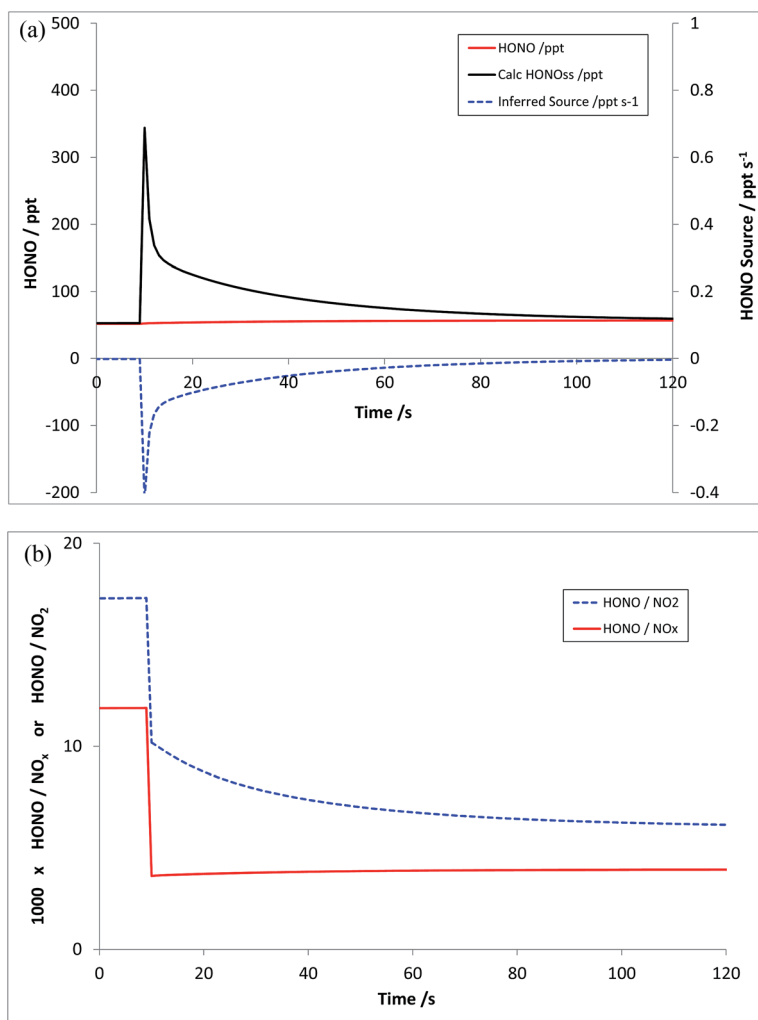 (a)
500
400
300
200
100
0
-100
-200
HONO / ppt
1
0.8
0.6
0.4
0.2
0
-0.2
-0.4
HONO Source / ppt s-1
HONO /ppt
Calc HONOss /ppt
Inferred Source /ppt s-1
0 20 40 60 80 100 120
Time /s
(b)
20
10
0
1000 x HONO / NOx or HONO / NO2
HONO / NO2
HONO / NOx
0 20 40 60 80 100 120
Time /s